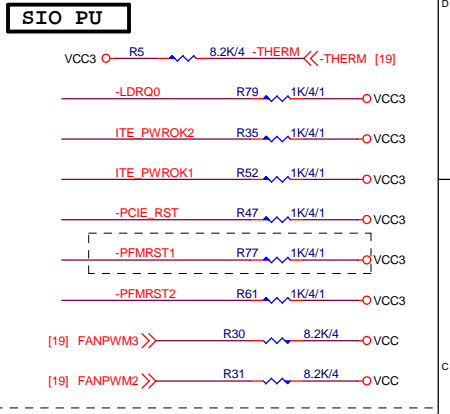 SIO PU
D
VCC3 R5 8.2K/4 -THERM -THERM [19]
-LDRQ0 R79 1K/4/1 VCC3
ITE_PWROK2 R35 1K/4/1 VCC3
ITE_PWROK1 R52 1K/4/1 VCC3
-PCIE_RST R47 1K/4/1 VCC3
-PFMRST1 R77 1K/4/1 VCC3
-PFMRST2 R61 1K/4/1 VCC3
[19] FANPWM3 R30 8.2K/4 VCC
C
[19] FANPWM2 R31 8.2K/4 VCC